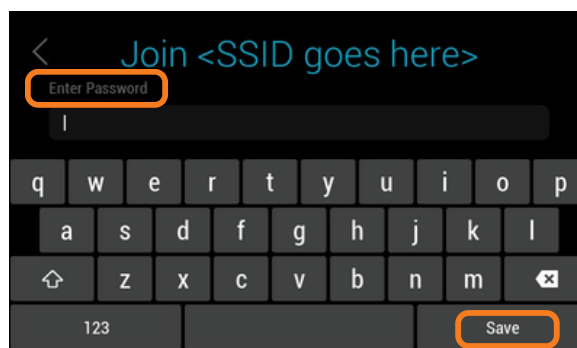 Join <SSID goes here>
Enter Password
q w e r t y u i o p
a s d f g h j k l
z x c v b n m
123 Save